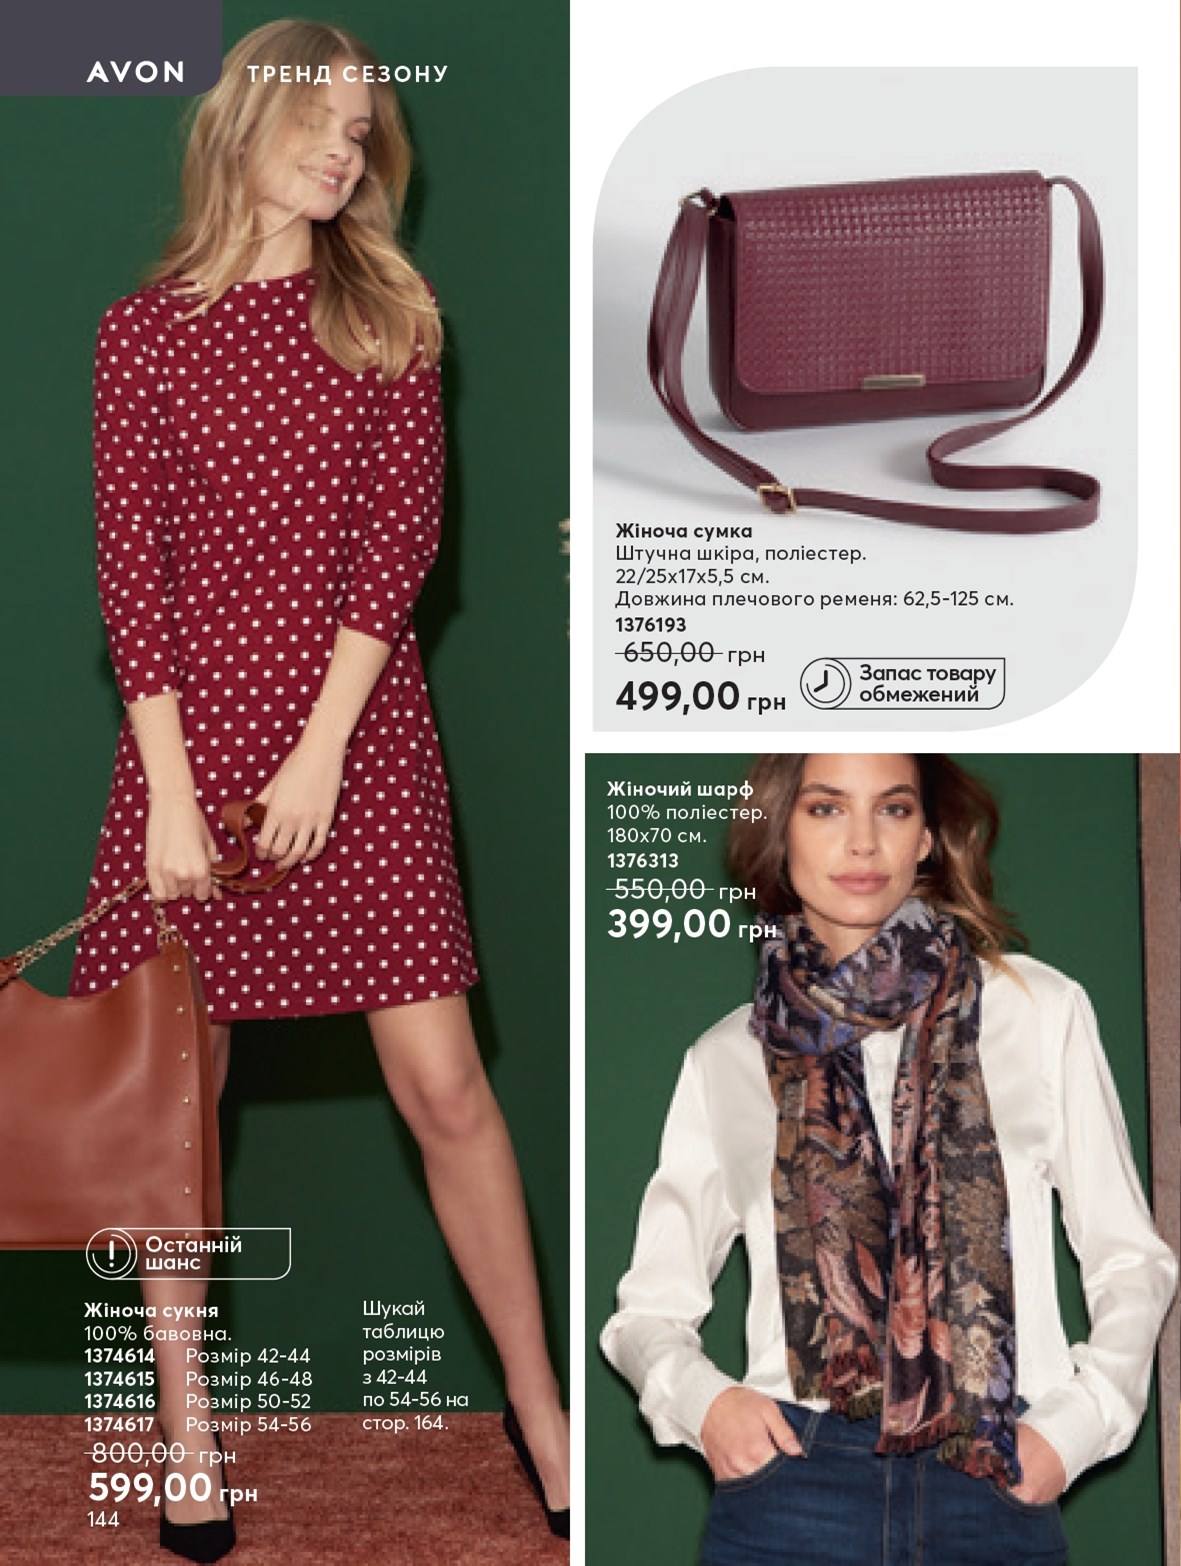 AVON
ТРЕНД СЕЗОНУ
Жіноча сумка
Штучна шкіра, поліестер.
22/25х17х5,5 см.
Довжина плечового ременя: 62,5-125 см.
1376193
650,00 грн
499,00 грн
Запас товару
обмежений
Жіночий шарф
100% поліестер.
180х70 см.
1376313
550,00 грн
399,00 грн
Останній
шанс
Жіноча сукня
100% бавовна.
1374614 Розмір 42-44
1374615 Розмір 46-48
1374616 Розмір 50-52
1374617 Розмір 54-56
800,00 грн
599,00 грн
Шукай
таблицю
розмірів
з 42-44
по 54-56 на
стор. 164.
144